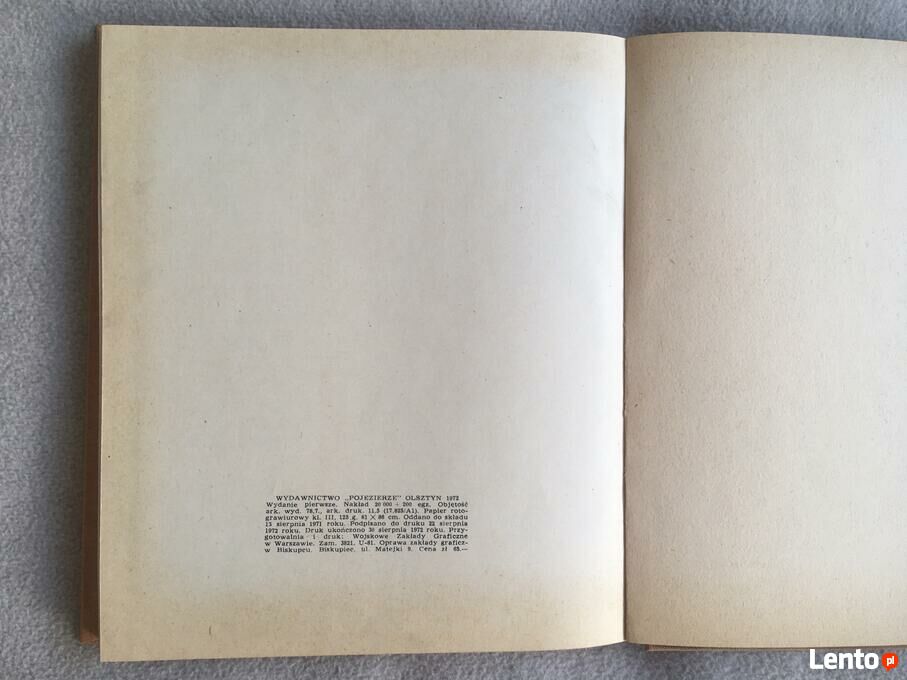 WYDAWNICTWO „POJEZIERZE" OLSZTYN 1972
Wydanie pierwsze. Nakład 20 000 + 200 egz. Objętość
ark. wyd. 78,7., ark. druk. 11,5 (17,825/A1). Papier roto-
grawiurowy kl. III, 125 g, 61 × 86 cm. Oddano do składu
13 sierpnia 1971 roku. Podpisano do druku 22 sierpnia
1972 roku. Druk ukończono 30 sierpnia 1972 roku. Przy-
gotowalnia i druk: Wojskowe Zakłady Graficzne
w Warszawie. Zam. 3821. U-81. Oprawa zakłady graficz-
w Biskupcu, Biskupiec, ul. Matejki 9. Cena zł 65.—
Lento.pl